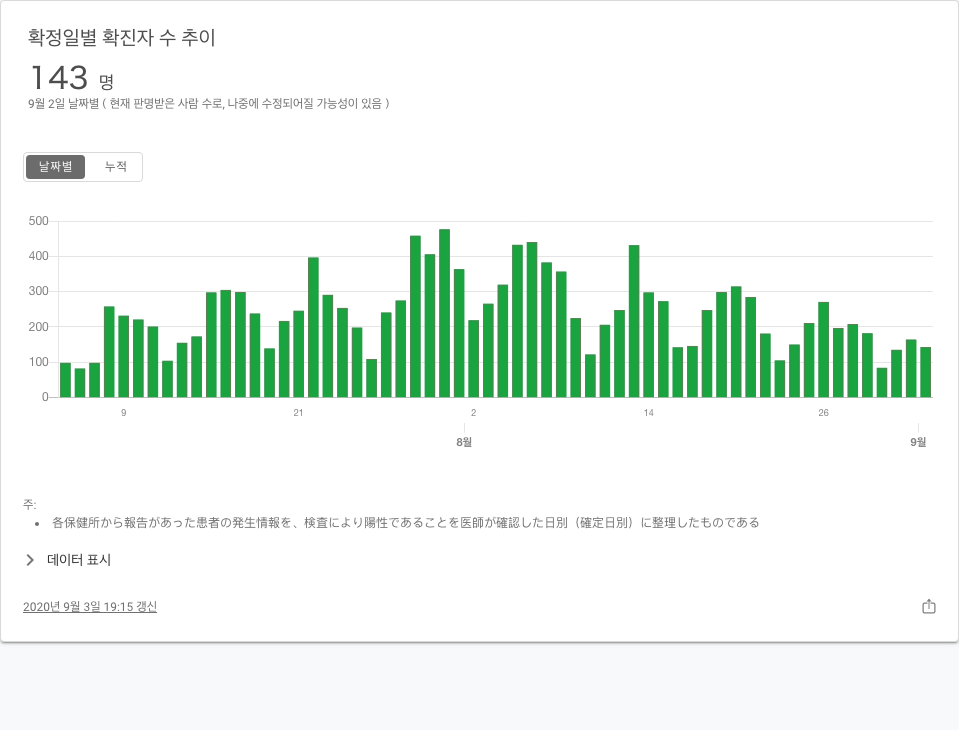 확정일별 확진자 수 추이
143 명
9월 2일 날짜별 ( 현재 판명받은 사람 수로, 나중에 수정되어질 가능성이 있음 )
날짜별 누적
500
400
300
200
100
0
9 21 2 14 26
8월 9월
주:
• 各保健所から報告があった患者の発生情報を、検査により陽性であることを医師が確認した日別（確定日別）に整理したものである
데이터 표시
2020년 9월 3일 19:15 갱신